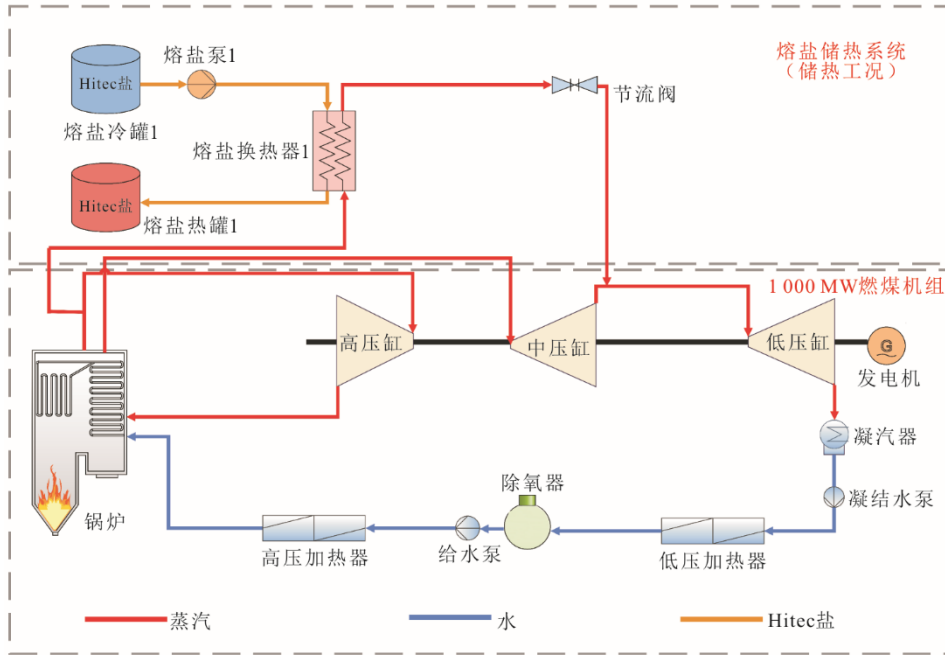 熔盐储热系统
（储热工况）
熔盐泵1
Hitec盐
熔盐冷罐1
节流阀
熔盐换热器1
Hitec盐
熔盐热罐1
1 000 MW燃煤机组
高压缸
中压缸
低压缸
G
发电机
凝汽器
除氧器
凝结水泵
锅炉
高压加热器
给水泵
低压加热器
蒸汽
水
Hitec盐